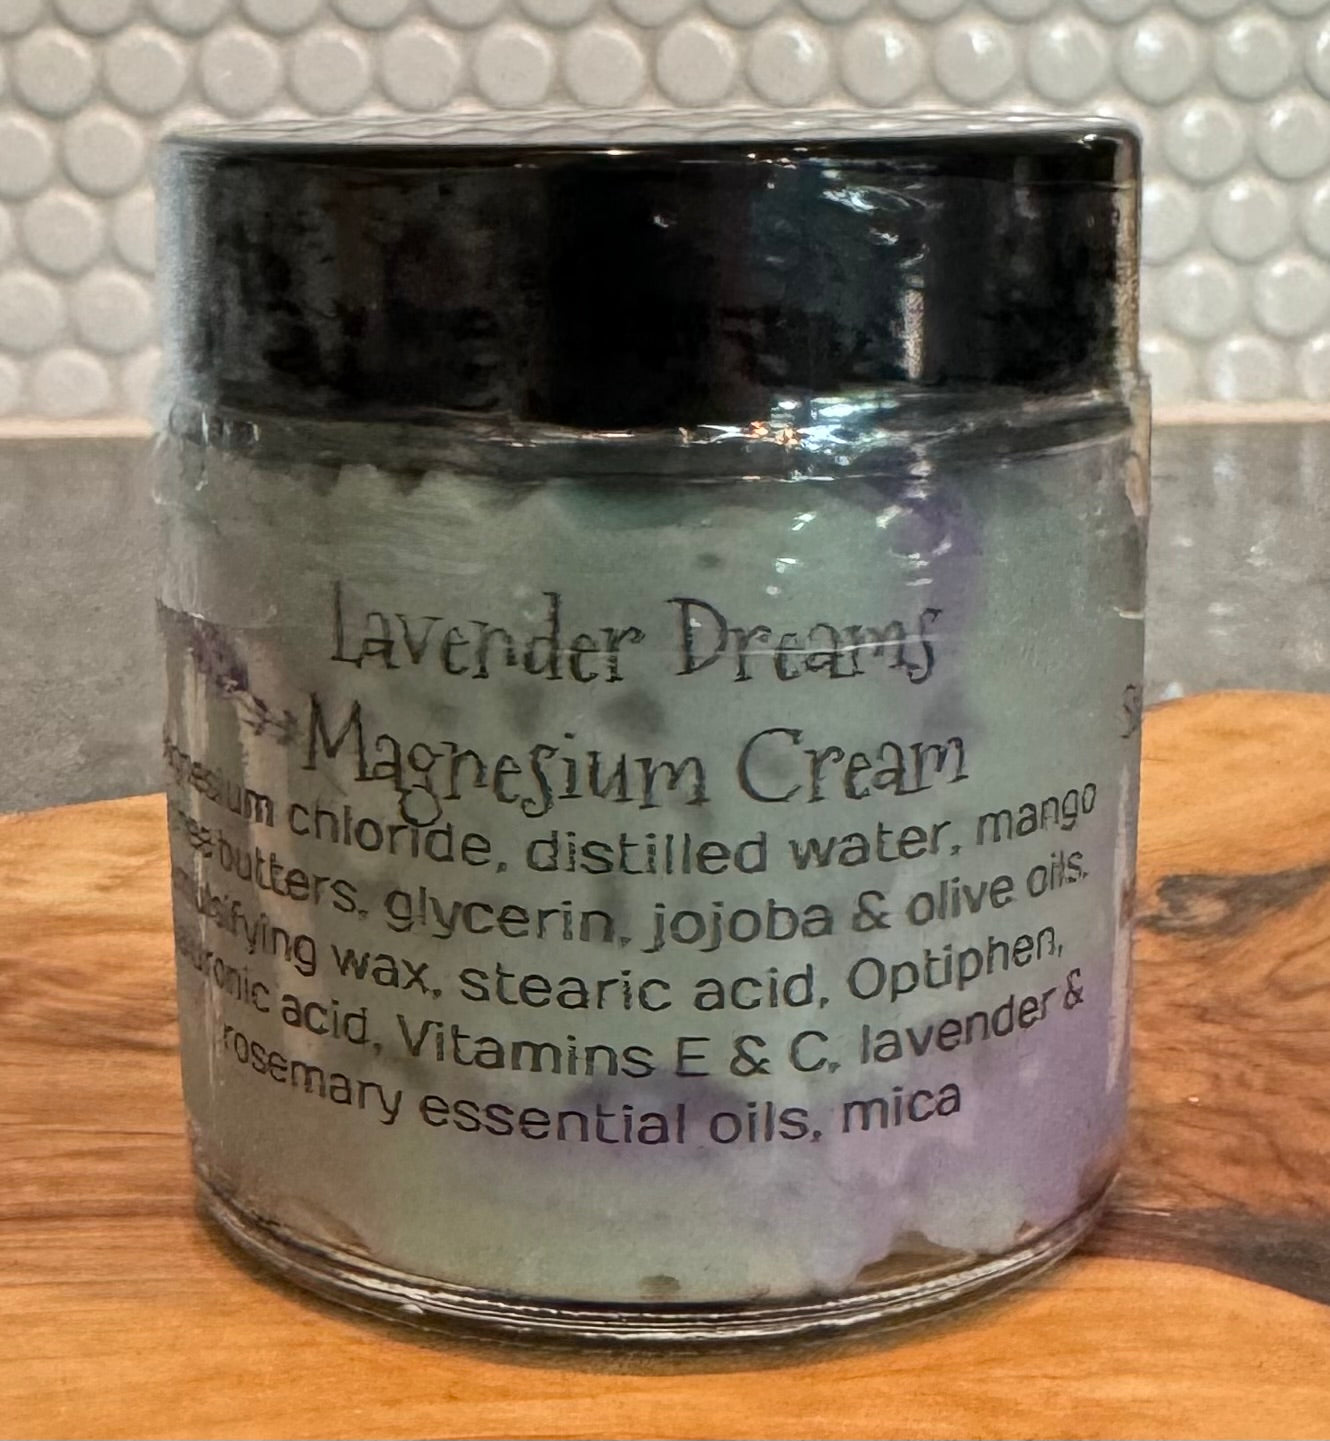 Lavender Dreams
Magnesium Cream
chloride, distilled water, mango
butters, glycerin, jojoba & olive oils,
wax, stearic acid, Optiphen,
acid, Vitamins E & C, lavender &
rosemary essential oils, mica